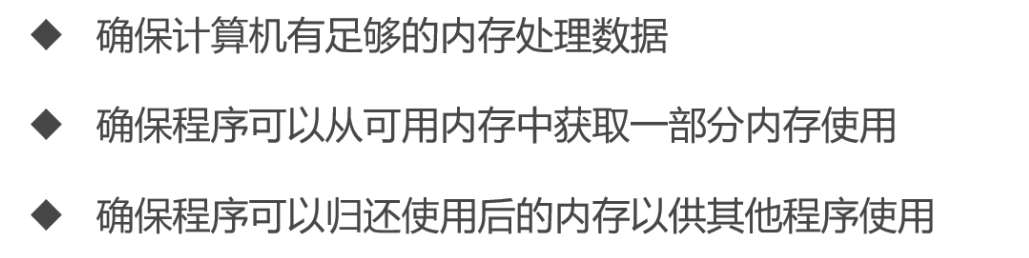 ◆ 确保计算机有足够的内存处理数据
◆ 确保程序可以从可用内存中获取一部分内存使用
◆ 确保程序可以归还使用后的内存以供其他程序使用